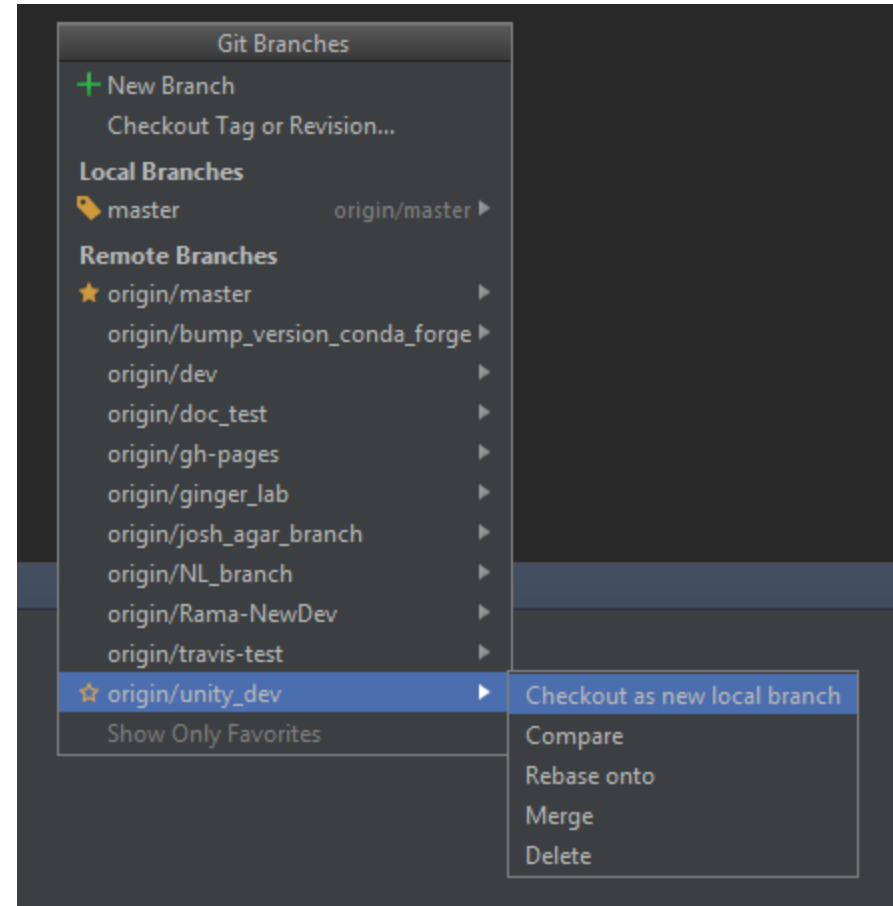 Git Branches
New Branch
Checkout Tag or Revision...
Local Branches
master origin/master
Remote Branches
origin/master
origin/bump_version_conda_forge
origin/dev
origin/doc_test
origin/gh-pages
origin/ginger_lab
origin/josh_agar_branch
origin/NL_branch
origin/Rama-NewDev
origin/travis-test
origin/unity_dev
Show Only Favorites
Checkout as new local branch
Compare
Rebase onto
Merge
Delete